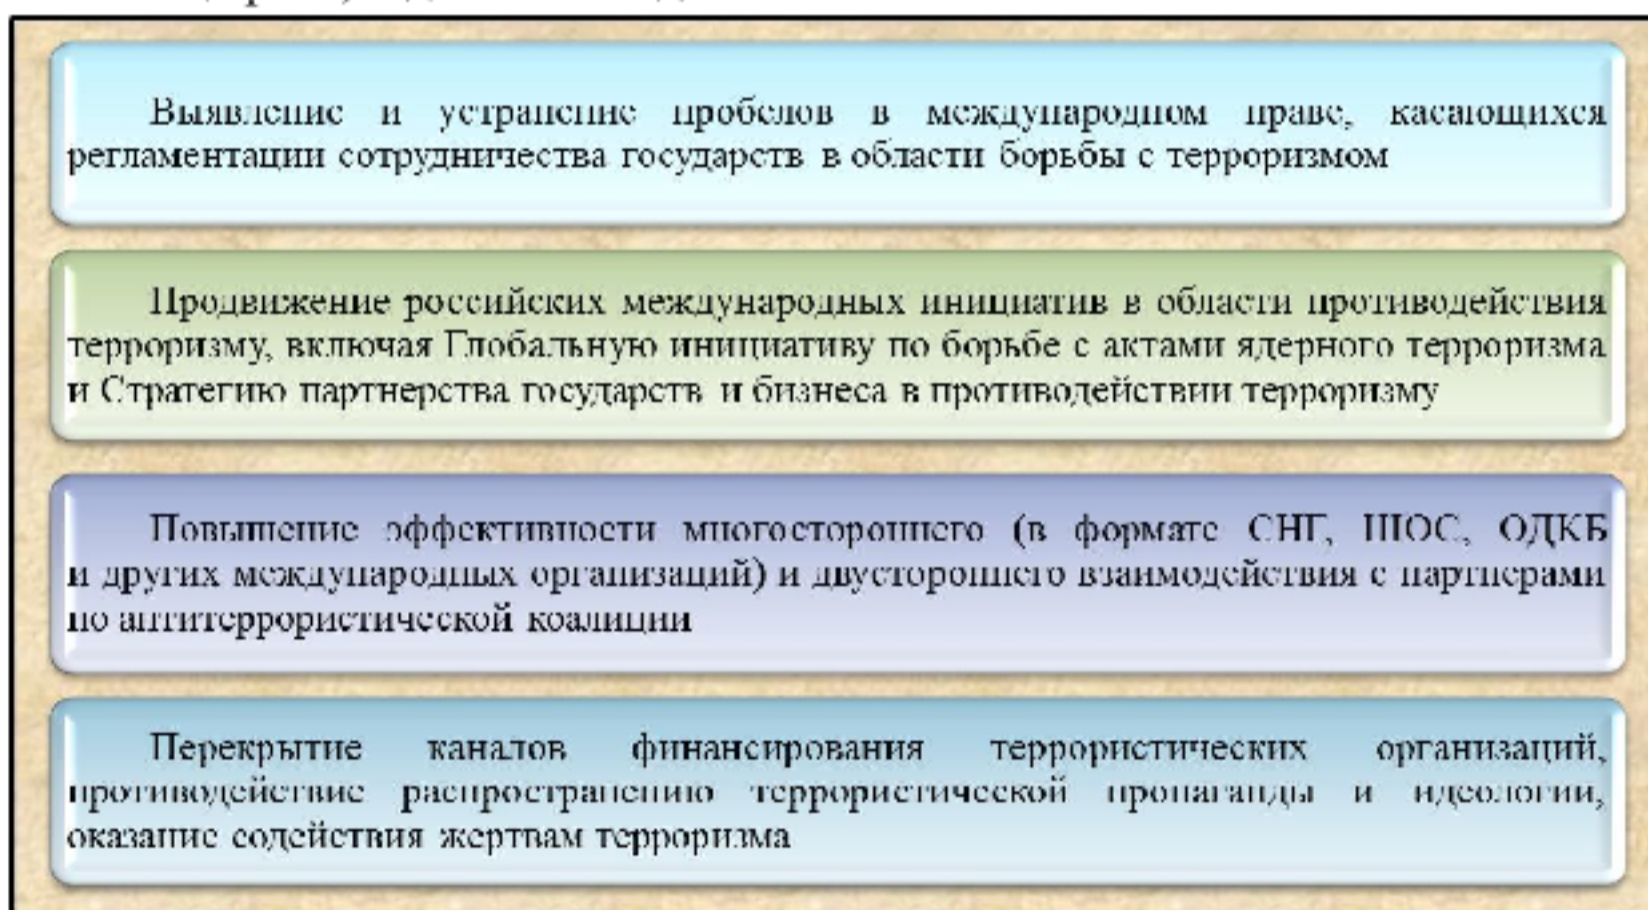 Выявление и устранение пробелов в международном праве, касающихся
регламентации сотрудничества государств в области борьбы с терроризмом
Продвижение российских международных инициатив в области противодействия
терроризму, включая Глобальную инициативу по борьбе с актами ядерного терроризма
и Стратегию партнерства государств и бизнеса в противодействии терроризму
Повышение эффективности многостороннего (в формате СНГ, ШОС, ОДКБ
и других международных организаций) и двустороннего взаимодействия с партнерами
по антитеррористической коалиции
Перекрытие каналов финансирования террористических организаций,
противодействие распространению террористической пропаганды и идеологии,
оказание содействия жертвам терроризма